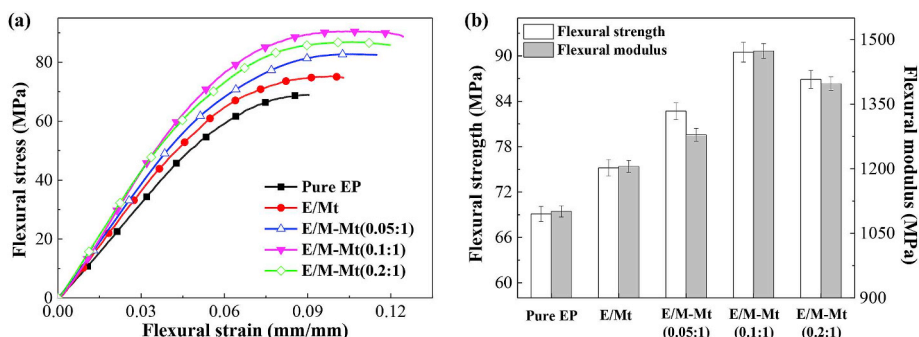 (a)
Flexural stress (MPa)
100
80
60
40
20
0
0.00 0.03 0.06 0.09 0.12
Flexural strain (mm/mm)
Pure EP
E/Mt
E/M-Mt(0.05:1)
E/M-Mt(0.1:1)
E/M-Mt(0.2:1)
(b)
Flexural strength (MPa)
90
84
78
72
66
60
Flexural strength
Flexural modulus
1500
1350
1200
1050
900
Flexural modulus
(MPa)
Pure EP E/Mt E/M-Mt E/M-Mt E/M-Mt
(0.05:1) (0.1:1) (0.2:1)